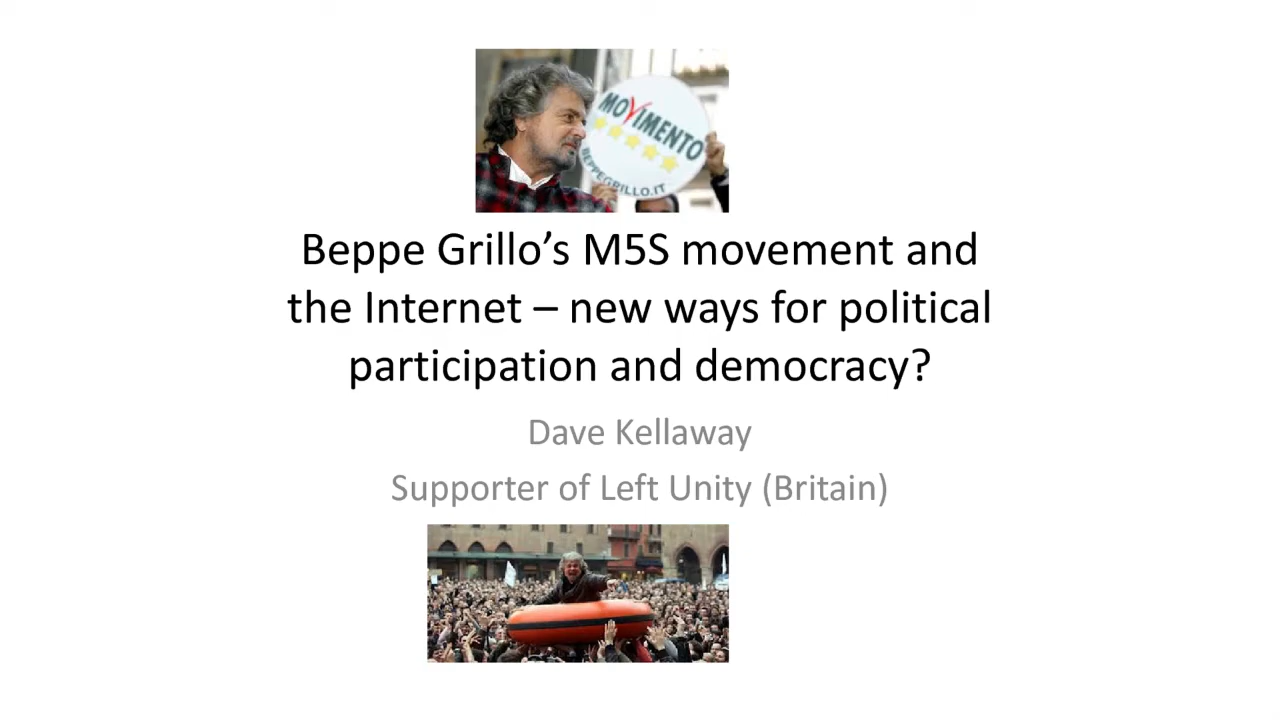 MOVIMENTO
BEPPEGRILLO.IT
Beppe Grillo’s M5S movement and
the Internet – new ways for political
participation and democracy?
Dave Kellaway
Supporter of Left Unity (Britain)